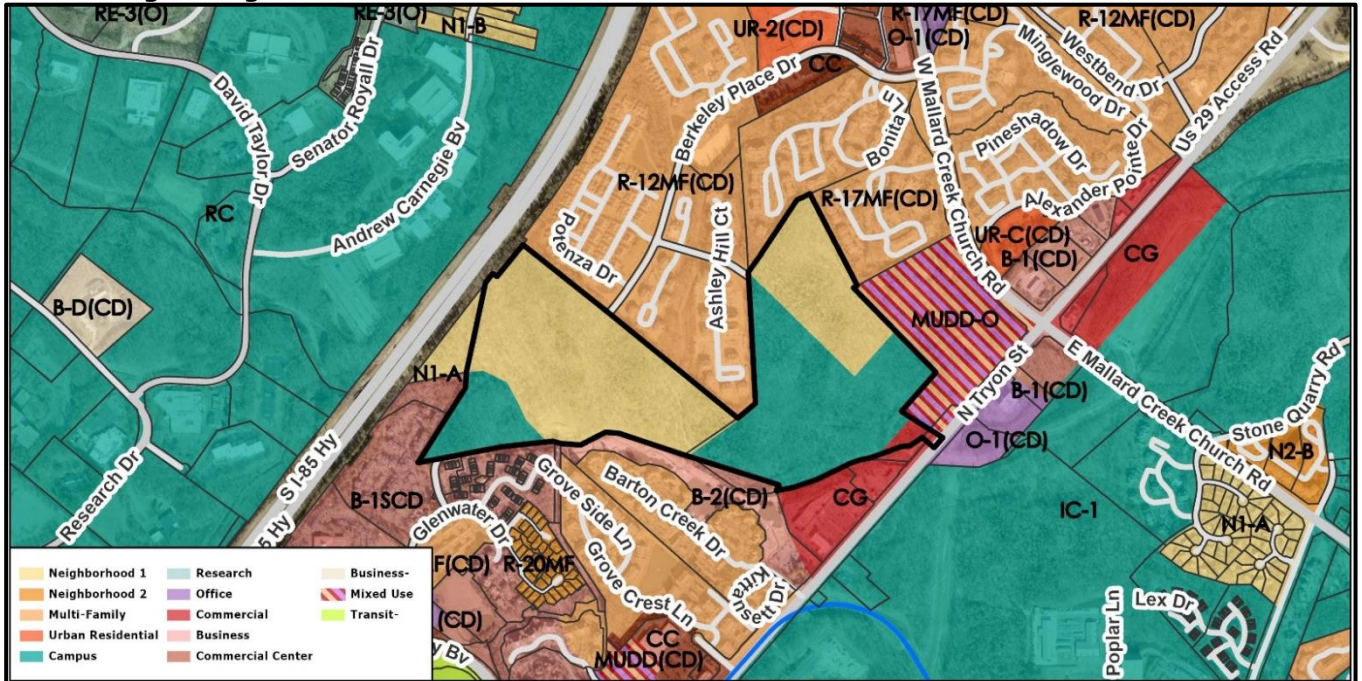 RE-3(O)
RE-3(O)
N1-B
UR-2(CD)
R-17MF(CD)
O-1(CD)
R-12MF(CD)
CC
Westbend Dr
Minglewood Dr
Us 29 Access Rd
David Taylor Dr
Senator Royall Dr
Andrew Carnegie Bv
Berkeley Place Dr
W Mallard Creek Church Rd
Bonita Ln
Pineshadow Dr
Alexander Pointe Dr
RC
R-12MF(CD)
R-17MF(CD)
Potenza Dr
Ashley Hill Ct
UR-C(CD)
B-1(CD)
CG
B-D(CD)
MUDD-O
N1-A
N Tryon St
E Mallard Creek Church Rd
B-1(CD)
O-1(CD)
Stone Quarry Rd
N2-B
Research Dr
S I-85 Hy
5 Hy
B-1SCD
Grove Side Ln
Barton Creek Dr
B-2(CD)
CG
IC-1
N1-A
Glenwater Dr
F(CD)
R-20MF
Grove Crest Ln
Kittansett Dr
(CD)
CC
MUDD(CD)
y Bv
Poplar Ln
Lex Dr
Neighborhood 1
Neighborhood 2
Multi-Family
Urban Residential
Campus
Research
Office
Commercial
Business
Commercial Center
Business-
Mixed Use
Transit-